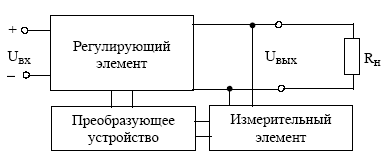 +
Uвх
−
Регулирующий
элемент
Uвых
Rн
Преобразующее
устройство
Измерительный
элемент